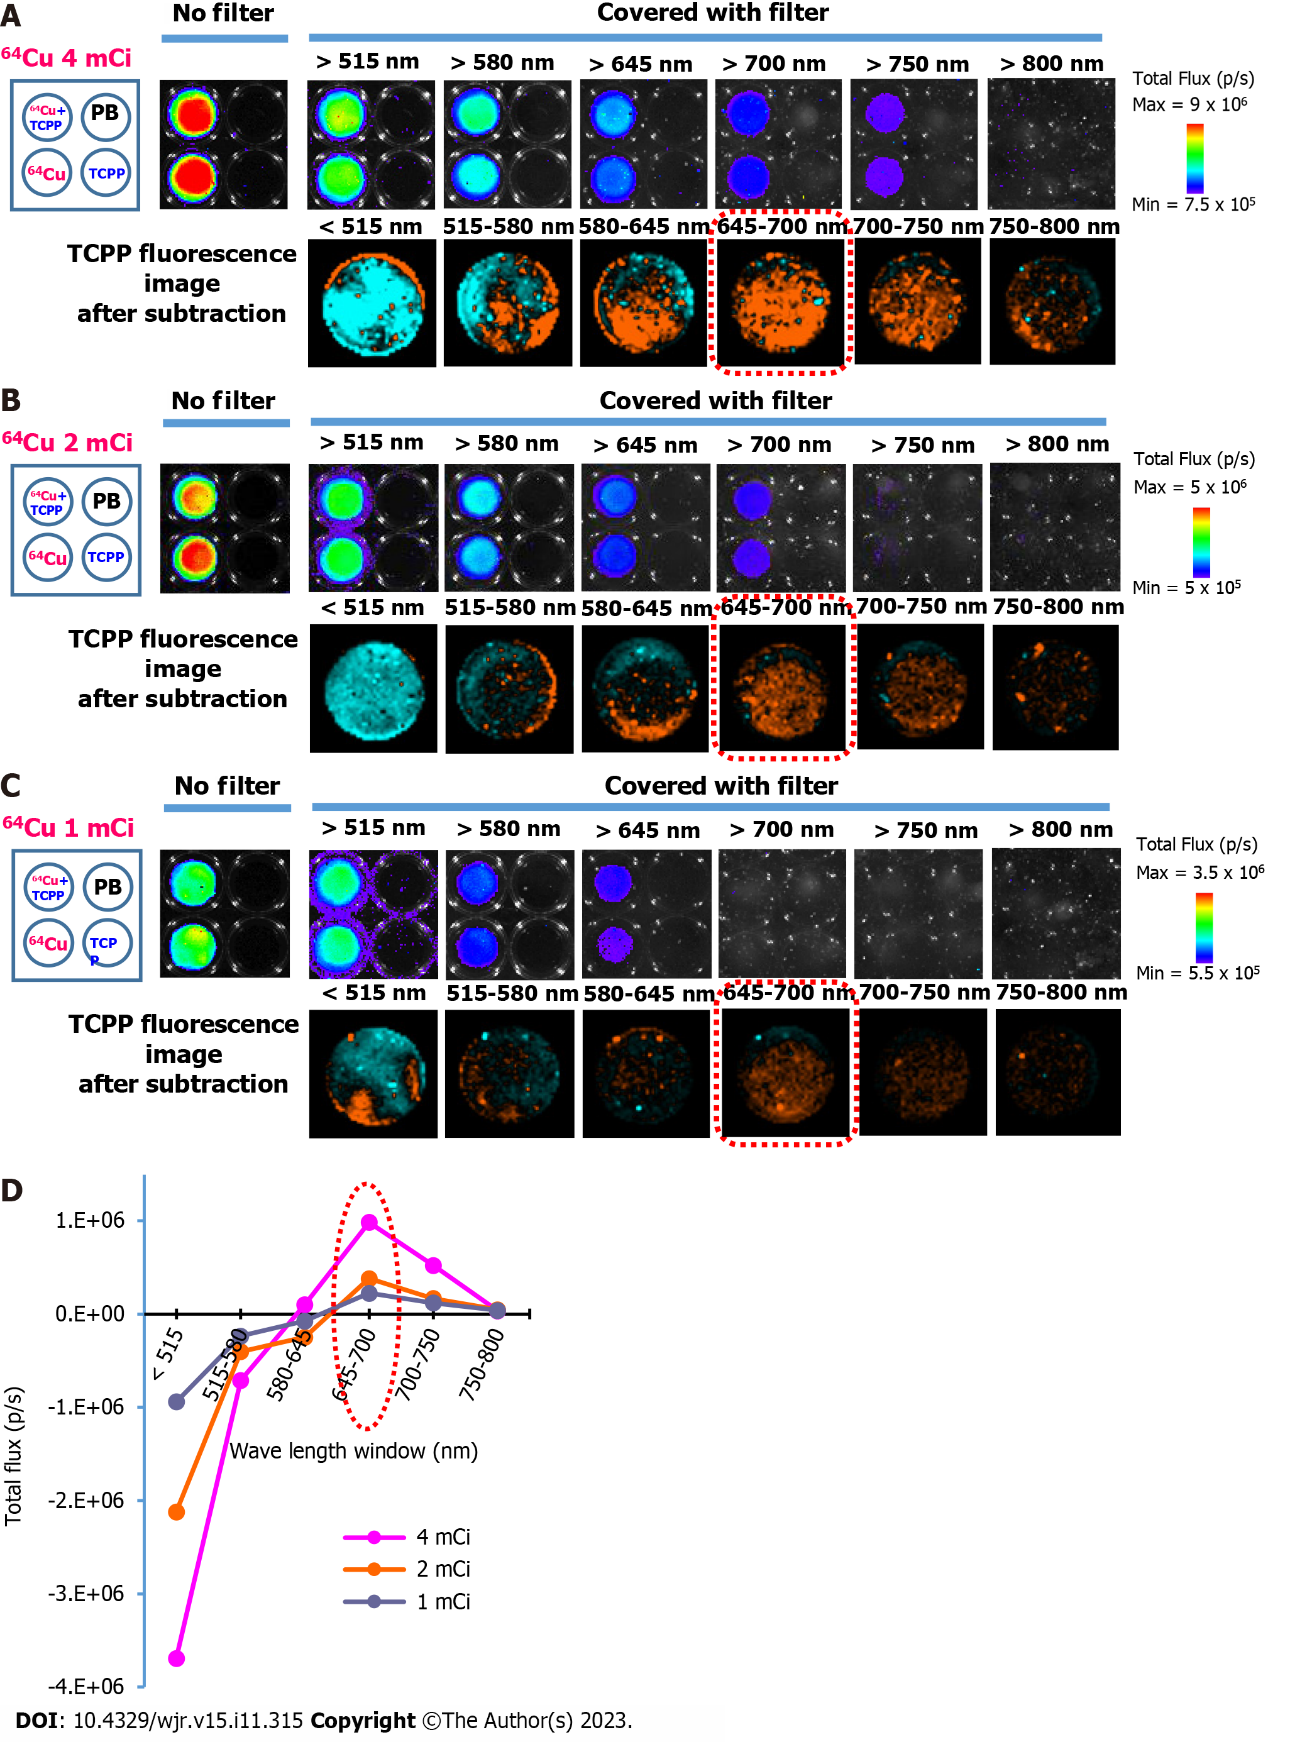 A
No filter
Covered with filter
⁶⁴Cu 4 mCi
> 515 nm > 580 nm > 645 nm > 700 nm > 750 nm > 800 nm
⁶⁴Cu+
TCPP
PB
⁶⁴Cu
TCPP
Total Flux (p/s)
Max = 9 x 10⁶
Min = 7.5 x 10⁵
< 515 nm 515-580 nm 580-645 nm 645-700 nm 700-750 nm 750-800 nm
TCPP fluorescence
image
after subtraction
B
No filter
Covered with filter
⁶⁴Cu 2 mCi
> 515 nm > 580 nm > 645 nm > 700 nm > 750 nm > 800 nm
⁶⁴Cu+
TCPP
PB
⁶⁴Cu
TCPP
Total Flux (p/s)
Max = 5 x 10⁶
Min = 5 x 10⁵
< 515 nm 515-580 nm 580-645 nm 645-700 nm 700-750 nm 750-800 nm
TCPP fluorescence
image
after subtraction
C
No filter
Covered with filter
⁶⁴Cu 1 mCi
> 515 nm > 580 nm > 645 nm > 700 nm > 750 nm > 800 nm
⁶⁴Cu+
TCPP
PB
⁶⁴Cu
TCP
P
Total Flux (p/s)
Max = 3.5 x 10⁶
Min = 5.5 x 10⁵
< 515 nm 515-580 nm 580-645 nm 645-700 nm 700-750 nm 750-800 nm
TCPP fluorescence
image
after subtraction
D
1.E+06
0.E+00
-1.E+06
-2.E+06
-3.E+06
-4.E+06
Total flux (p/s)
< 515
515-580
580-645
645-700
700-750
750-800
Wave length window (nm)
4 mCi
2 mCi
1 mCi
DOI: 10.4329/wjr.v15.i11.315 Copyright ©The Author(s) 2023.